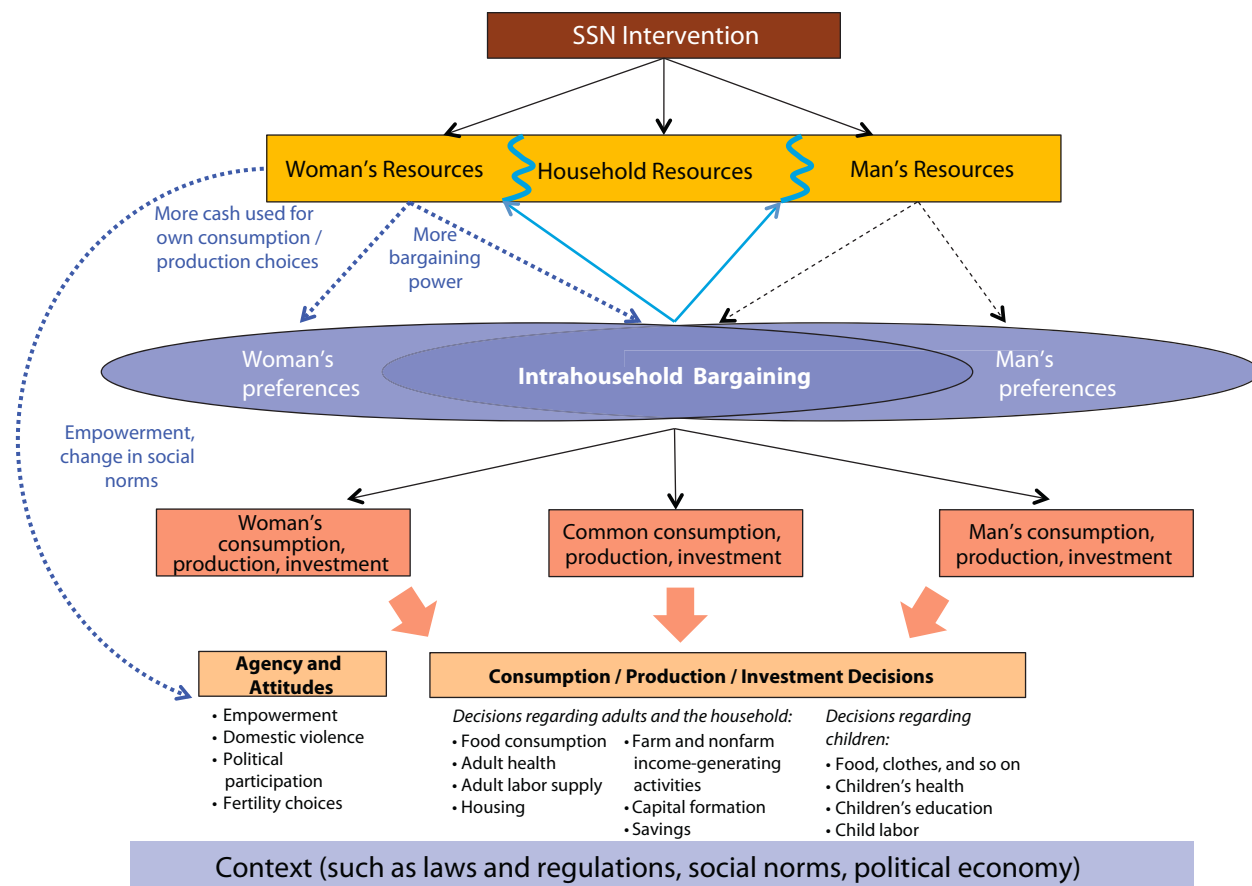 SSN Intervention
Woman's Resources
Household Resources
Man's Resources
More cash used for
own consumption /
production choices
More
bargaining
power
Woman's
preferences
Intrahousehold Bargaining
Man's
preferences
Empowerment,
change in social
norms
Woman's
consumption,
production, investment
Common consumption,
production, investment
Man's consumption,
production, investment
Agency and
Attitudes
• Empowerment
• Domestic violence
• Political
participation
• Fertility choices
Consumption / Production / Investment Decisions
Decisions regarding adults and the household:
• Food consumption
• Adult health
• Adult labor supply
• Housing
• Farm and nonfarm
income-generating
activities
• Capital formation
• Savings
Decisions regarding
children:
• Food, clothes, and so on
• Children's health
• Children's education
• Child labor
Context (such as laws and regulations, social norms, political economy)